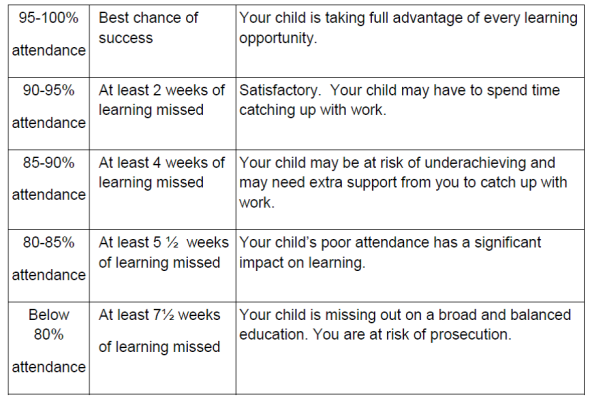 95-100%
attendance
Best chance of
success
Your child is taking full advantage of every learning
opportunity.
90-95%
attendance
At least 2 weeks of
learning missed
Satisfactory.  Your child may have to spend time
catching up with work.
85-90%
attendance
At least 4 weeks of
learning missed
Your child may be at risk of underachieving and
may need extra support from you to catch up with
work.
80-85%
attendance
At least 5 ½  weeks
of learning missed
Your child’s poor attendance has a significant
impact on learning.
Below
80%
attendance
At least 7½ weeks
of learning missed
Your child is missing out on a broad and balanced
education. You are at risk of prosecution.